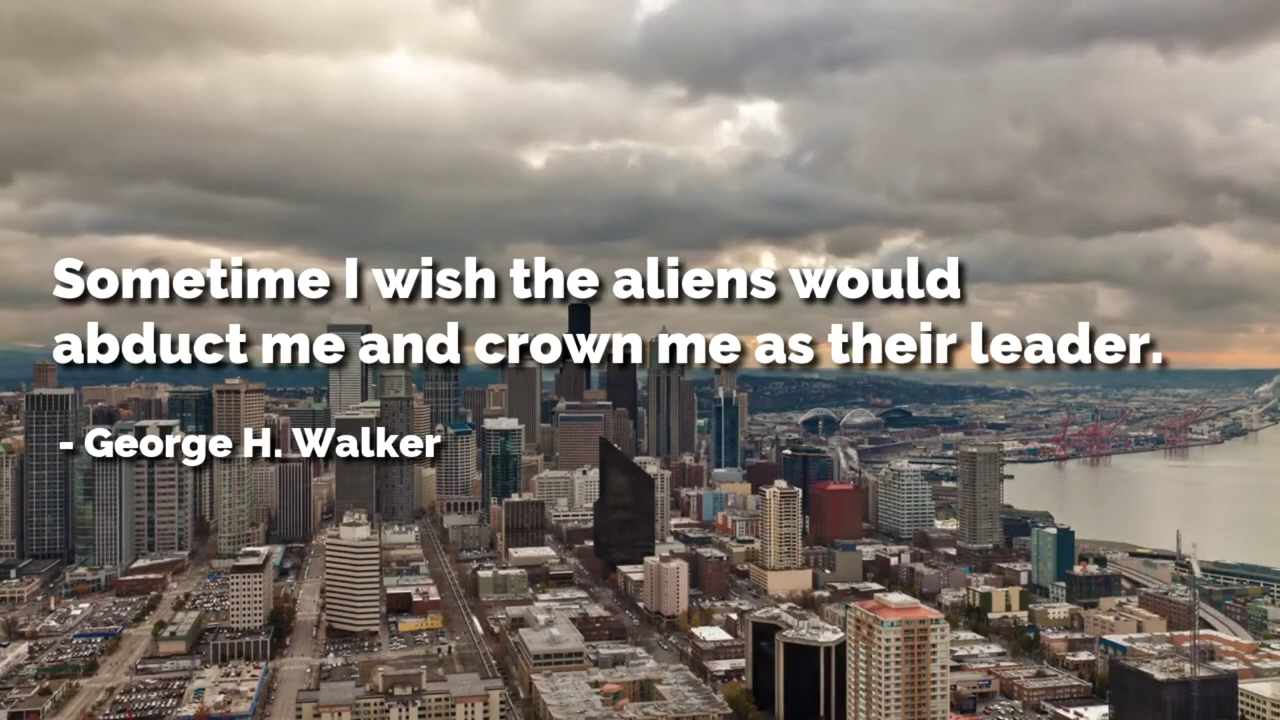 Sometime I wish the aliens would
abduct me and crown me as their leader.
- George H. Walker